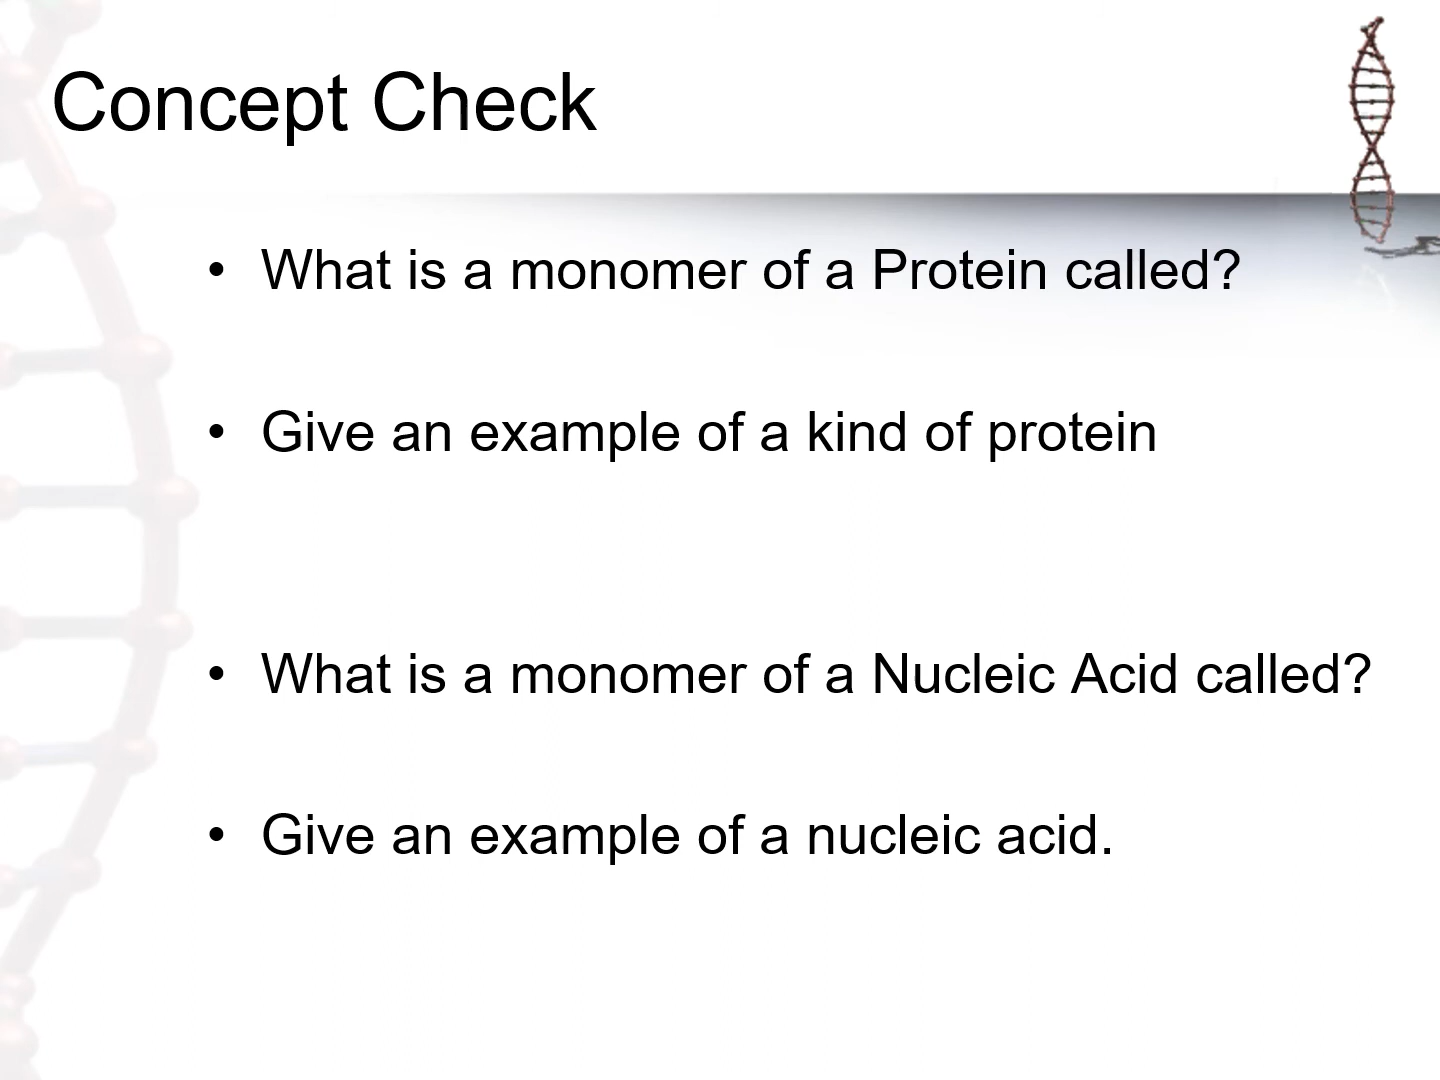 Concept Check
• What is a monomer of a Protein called?
• Give an example of a kind of protein
• What is a monomer of a Nucleic Acid called?
• Give an example of a nucleic acid.